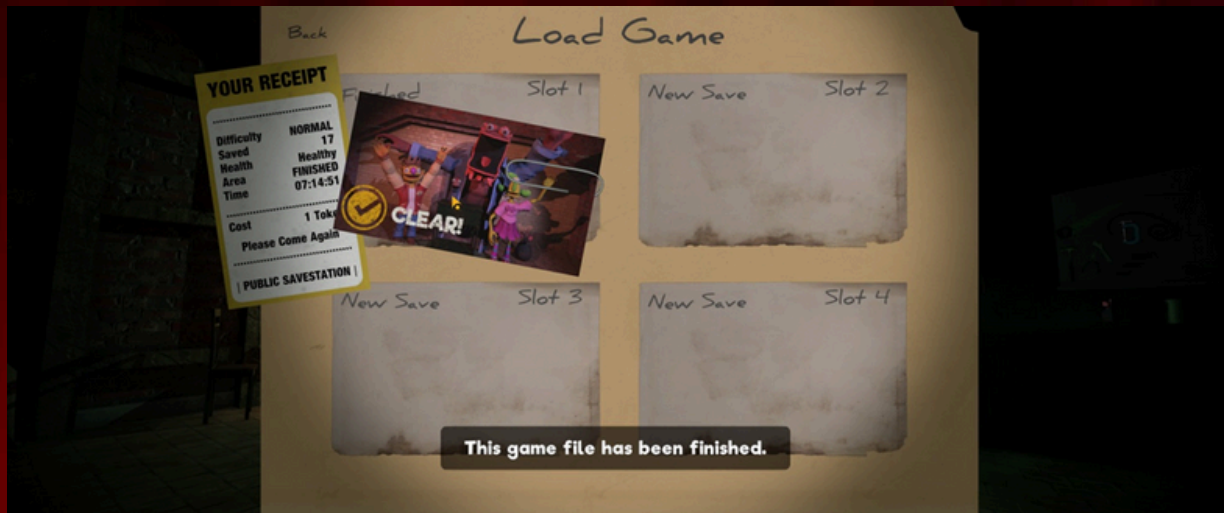 Back
Load Game
YOUR RECEIPT
Difficulty NORMAL
Saved 17
Health Healthy
Area FINISHED
Time 07:14:51
Cost 1 Toke
Please Come Again
| PUBLIC SAVESTATION |
Finished Slot 1
CLEAR!
New Save Slot 2
New Save Slot 3
New Save Slot 4
This game file has been finished.